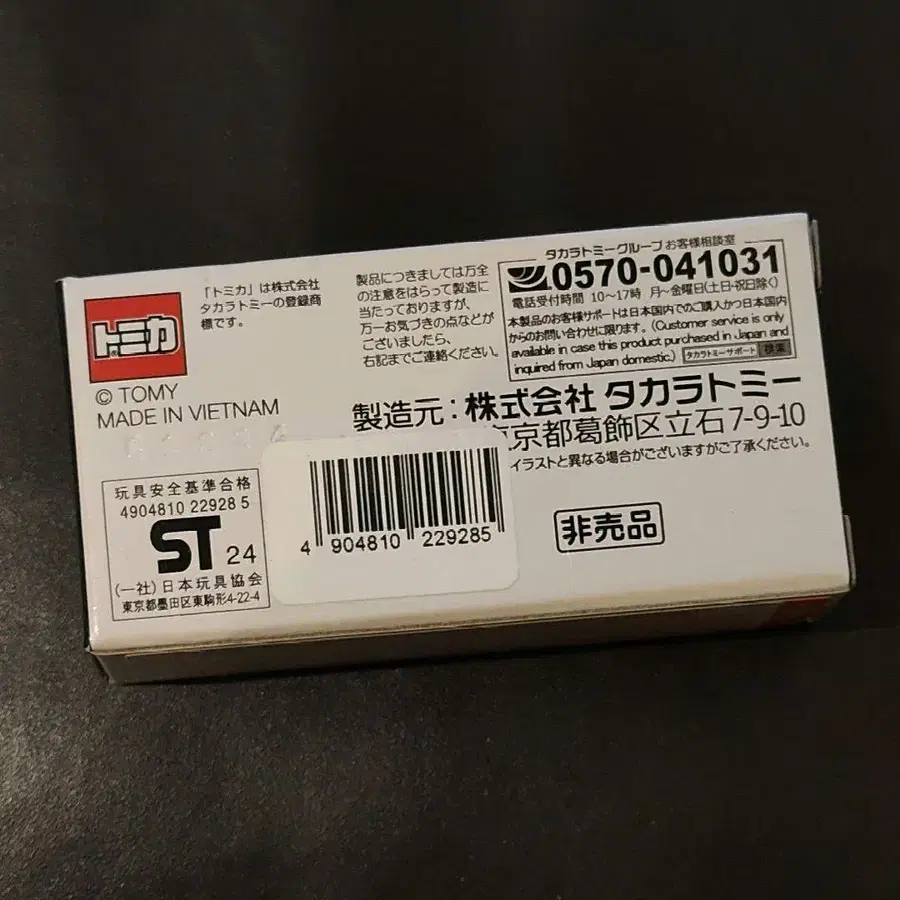 トミカ
© TOMY
MADE IN VIETNAM
「トミカ」は株式会社
タカラトミーの登録商
標です。
製品につきましては万全
の注意をはらって製造に
当たっておりますが、
万一お気づきの点などが
ございましたら、
右記までご連絡ください。
タカラトミーグループ お客様相談室
0570-041031
電話受付時間 10〜17時 月〜金曜日(土日・祝日除く)
本製品のお客様サポートは日本国内でのご購入かつ日本国内
からのお問い合わせに限ります。(Customer service is only
available in case this product purchased in Japan and
inquired from Japan domestic.) タカラトミーサポート 検索
製造元:株式会社 タカラトミー
京都葛飾区立石7-9-10
イラストと異なる場合がございますがご了承ください。
玩具安全基準合格
4904810 22928 5
ST 24
(一社)日本玩具協会
東京都墨田区東駒形4-22-4
4 904810 229285
非売品